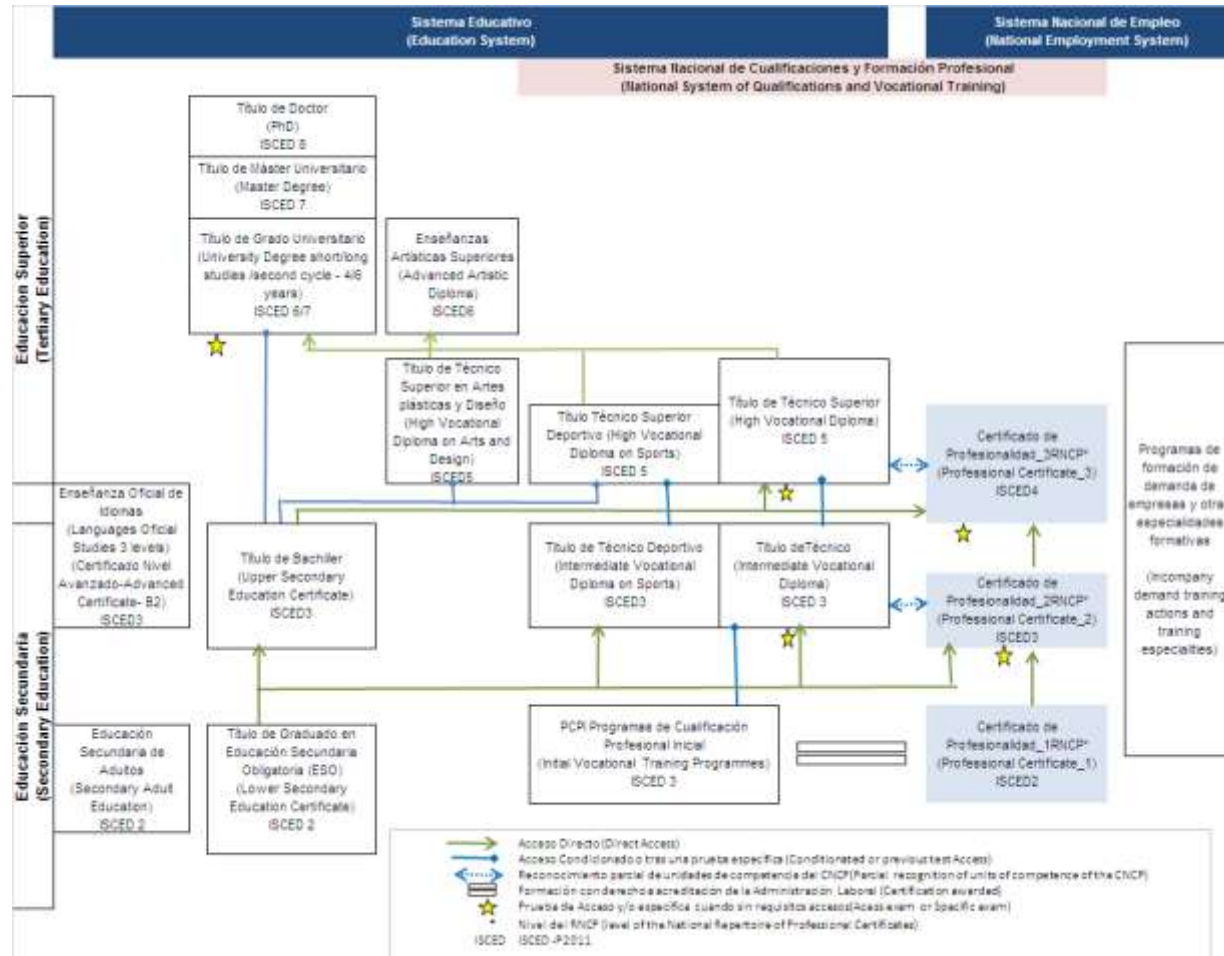 Sistema Educativo
(Education System)
Sistema Nacional de Empleo
(National Employment System)
Sistema Nacional de Cualificaciones y Formación Profesional
(National System of Qualifications and Vocational Training)
Educacion Superior
(Tertiary Education)
Título de Doctor
(PhD)
ISCED 8
Título de Máster Universitario
(Master Degree)
ISCED 7
Título de Grado Universitario
(University Degree short/long
studies /second cycle - 4/6
years)
ISCED 6/7
Enseñanzas
Artísticas Superiores
(Advanced Artistic
Diploma)
ISCED6
Título de Técnico
Superior en Artes
plásticas y Diseño
(High Vocational
Diploma on Arts and
Design)
ISCED5
Título Técnico Superior
Deportivo (High Vocational
Diploma on Sports)
ISCED 5
Título de Técnico Superior
(High Vocational Diploma)
ISCED 5
Certificado de
Profesionalidad_3RNCP*
(Professional Certificate_3)
ISCED4
Programas de
formación de
demanda de
empresas y otras
especialidades
formativas
(Incompany
demand training
actions and
training
especialties)
Educación Secundaria
(Secondary Education)
Enseñanza Oficial de
Idiomas
(Languages Oficial
Studies 3 levels)
(Certificado Nivel
Avanzado-Advanced
Certificate- B2)
ISCED3
Título de Bachiller
(Upper Secondary
Education Certificate)
ISCED3
Título de Técnico Deportivo
(Intermediate Vocational
Diploma on Sports)
ISCED3
Título deTécnico
(Intermediate Vocational
Diploma)
ISCED 3
Certificado de
Profesionalidad_2RNCP*
(Professional Certificate_2)
ISCED3
Educación
Secundaria de
Adultos
(Secondary Adult
Education)
ISCED 2
Título de Graduado en
Educación Secundaria
Obligatoria (ESO)
(Lower Secondary
Education Certificate)
ISCED 2
PCPI Programas de Cualificación
Profesional Inicial
(Initial Vocational Training Programmes)
ISCED 3
Certificado de
Profesionalidad_1RNCP*
(Professional Certificate_1)
ISCED2
Acceso Directo (Direct Access)
Acceso Condicionado o tras una prueba específica (Conditionated or previous test Access)
Reconocimiento parcial de unidades de competencia del CNCP(Parcial recognition of units of competence of the CNCP)
Formación con derecho a acreditación de la Administración Laboral (Certification awarded)
Prueba de Acceso y/o específica cuando sin requisitos accesos(Acess exam or Specific exam)
* Nivel del RNCP (level of the National Repertoire of Professional Certificates)
ISCED ISCED-P2011